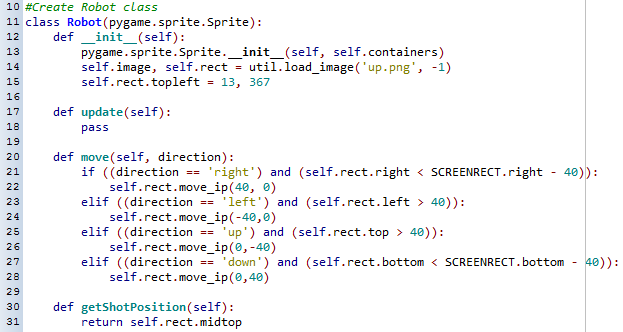 10 #Create Robot class
11 class Robot(pygame.sprite.Sprite):
12     def __init__(self):
13         pygame.sprite.Sprite.__init__(self, self.containers)
14         self.image, self.rect = util.load_image('up.png', -1)
15         self.rect.topleft = 13, 367
16
17     def update(self):
18         pass
19
20     def move(self, direction):
21         if ((direction == 'right') and (self.rect.right < SCREENRECT.right - 40)):
22             self.rect.move_ip(40, 0)
23         elif ((direction == 'left') and (self.rect.left > 40)):
24             self.rect.move_ip(-40,0)
25         elif ((direction == 'up') and (self.rect.top > 40)):
26             self.rect.move_ip(0,-40)
27         elif ((direction == 'down') and (self.rect.bottom < SCREENRECT.bottom - 40)):
28             self.rect.move_ip(0,40)
29
30     def getShotPosition(self):
31         return self.rect.midtop